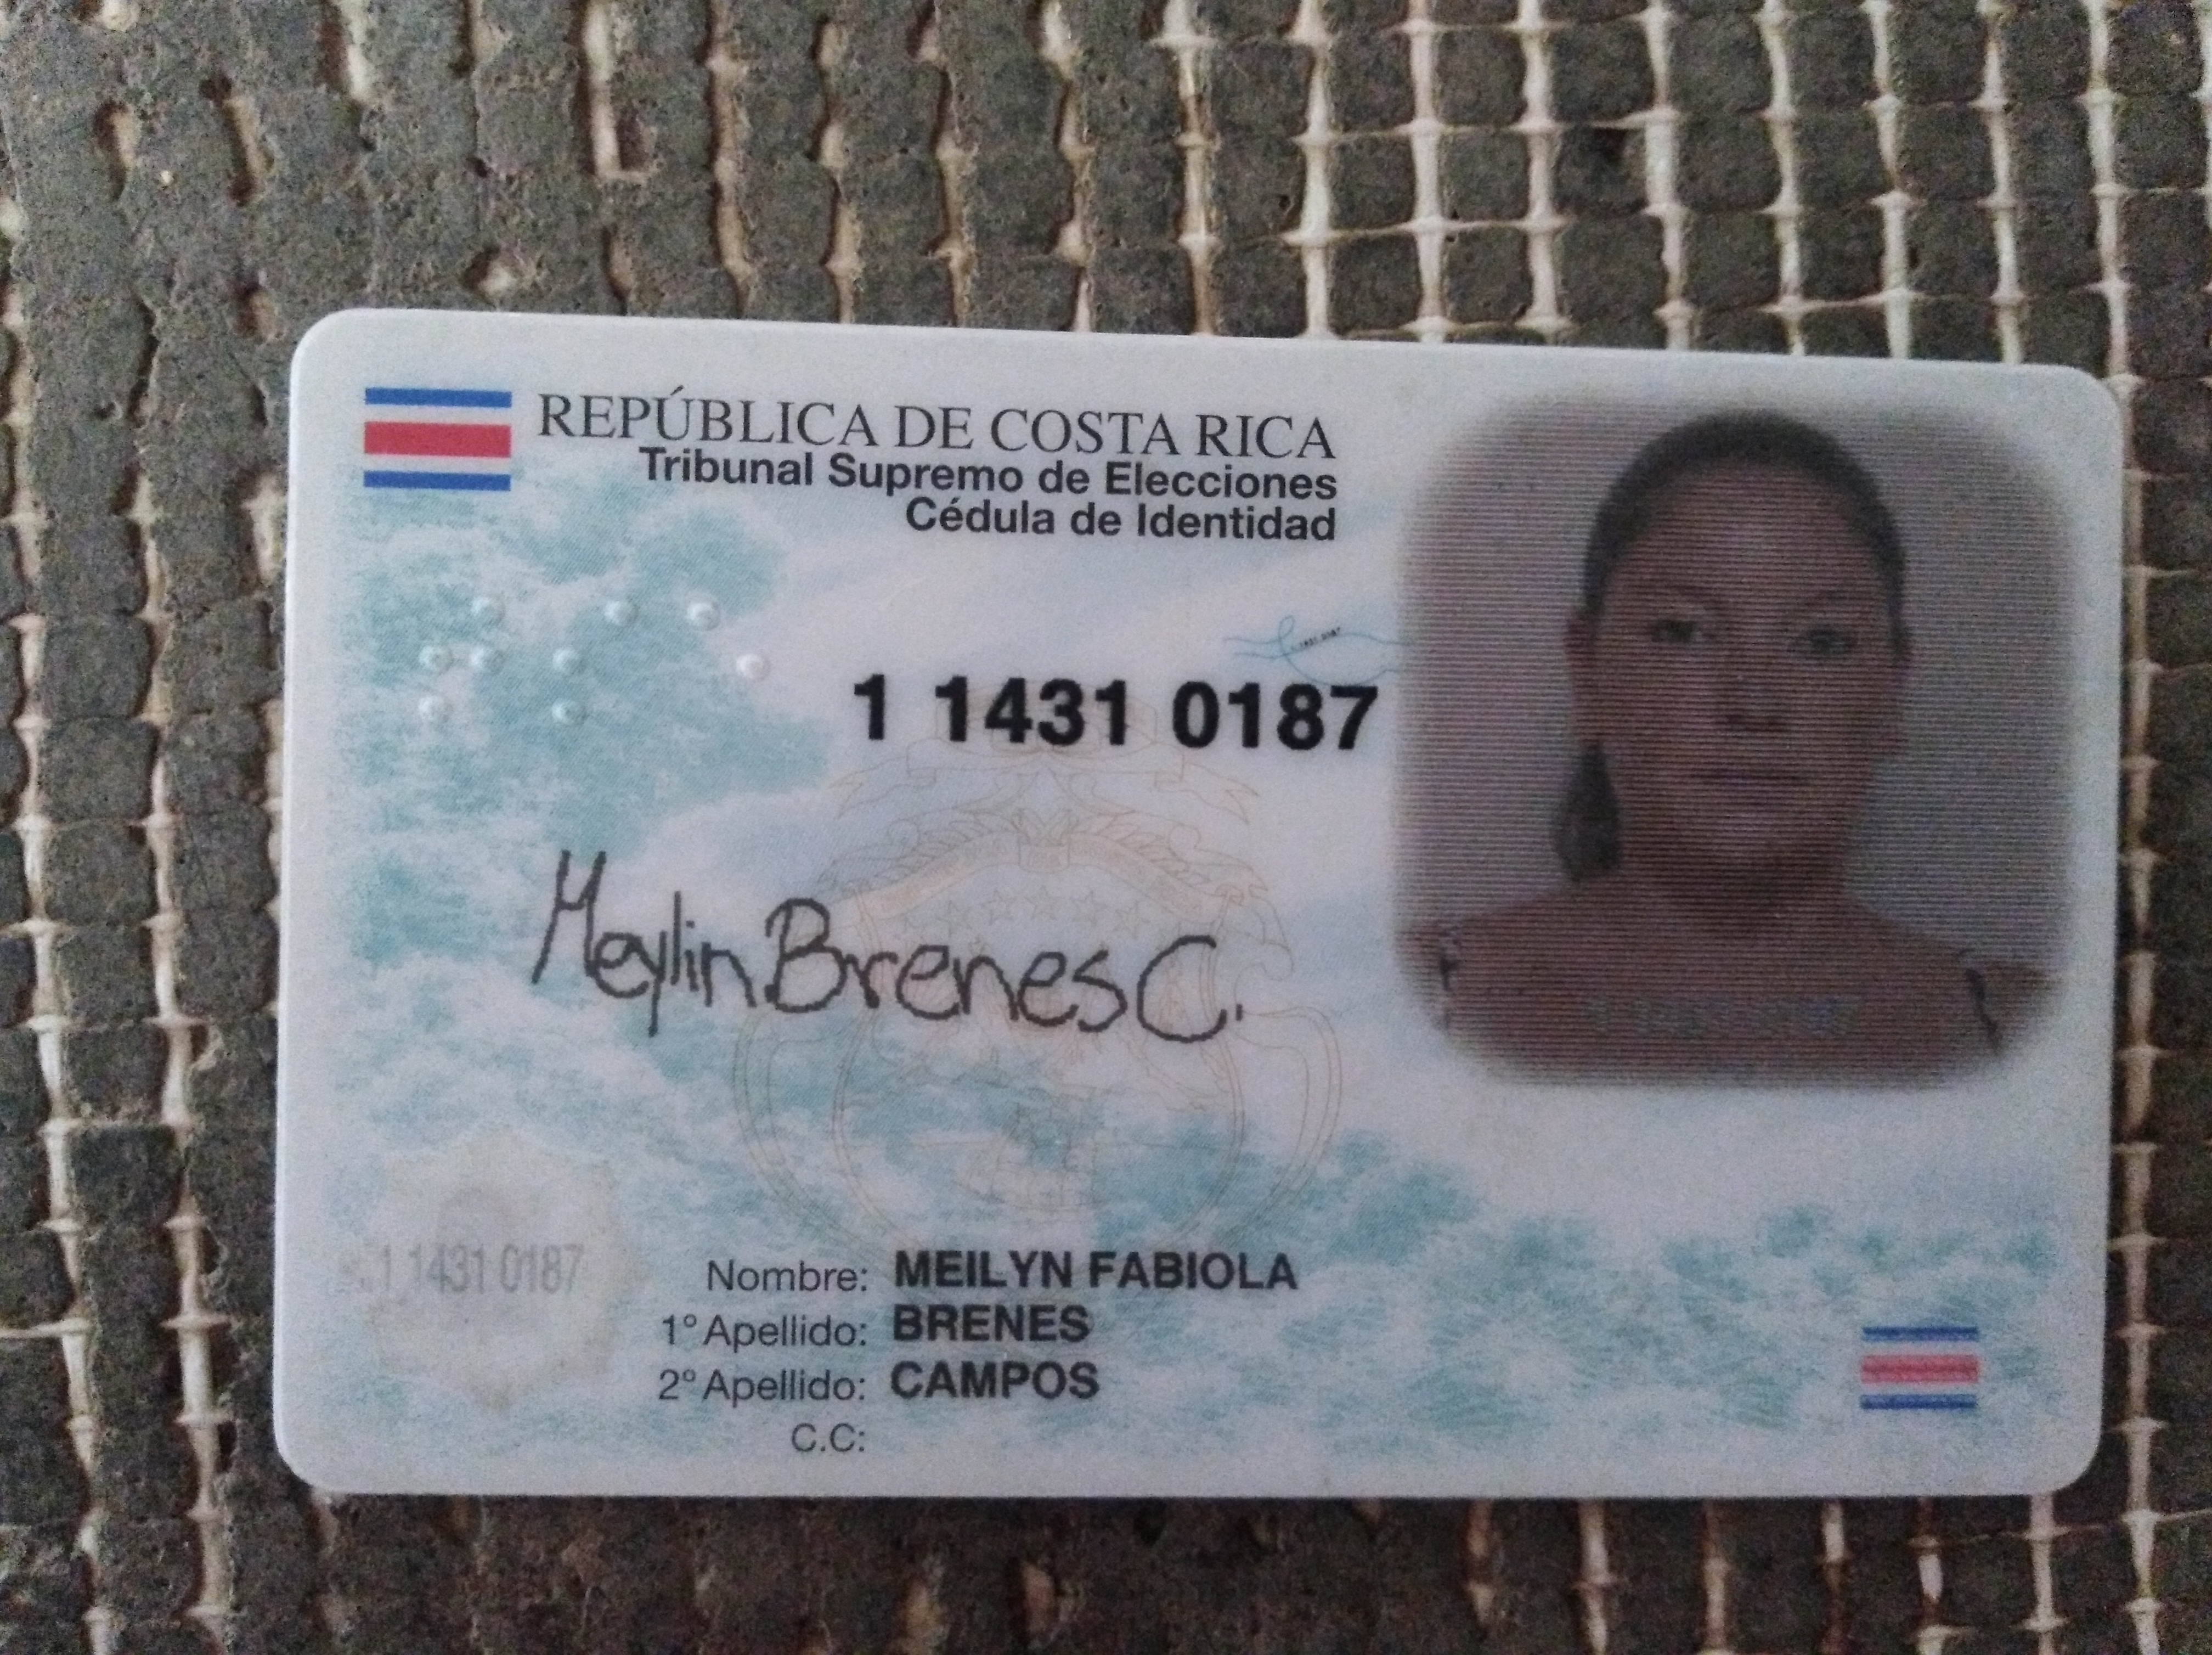 REPÚBLICA DE COSTA RICA
Tribunal Supremo de Elecciones
Cédula de Identidad
1 1431 0187
Meylin Brenes C.
1 1431 0187
Nombre: MEILYN FABIOLA
1° Apellido: BRENES
2° Apellido: CAMPOS
C.C: